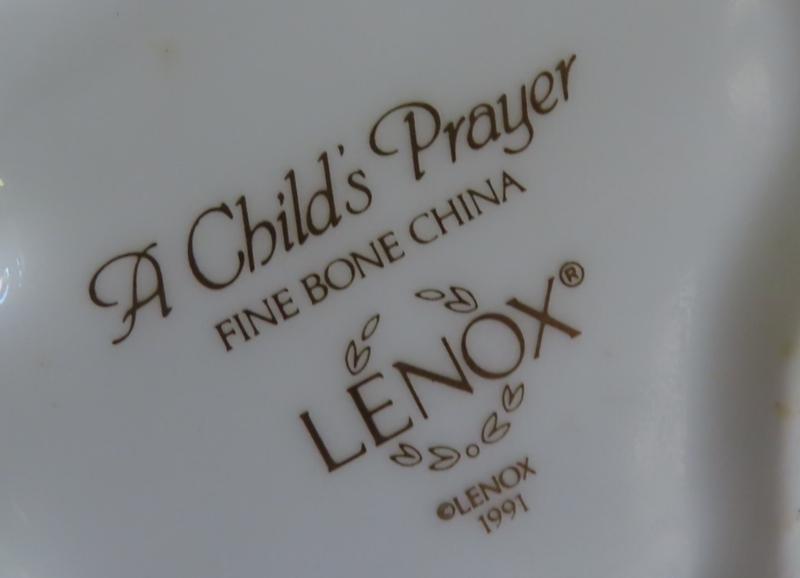 A Child's Prayer
FINE BONE CHINA
LENOX®
©LENOX
1991